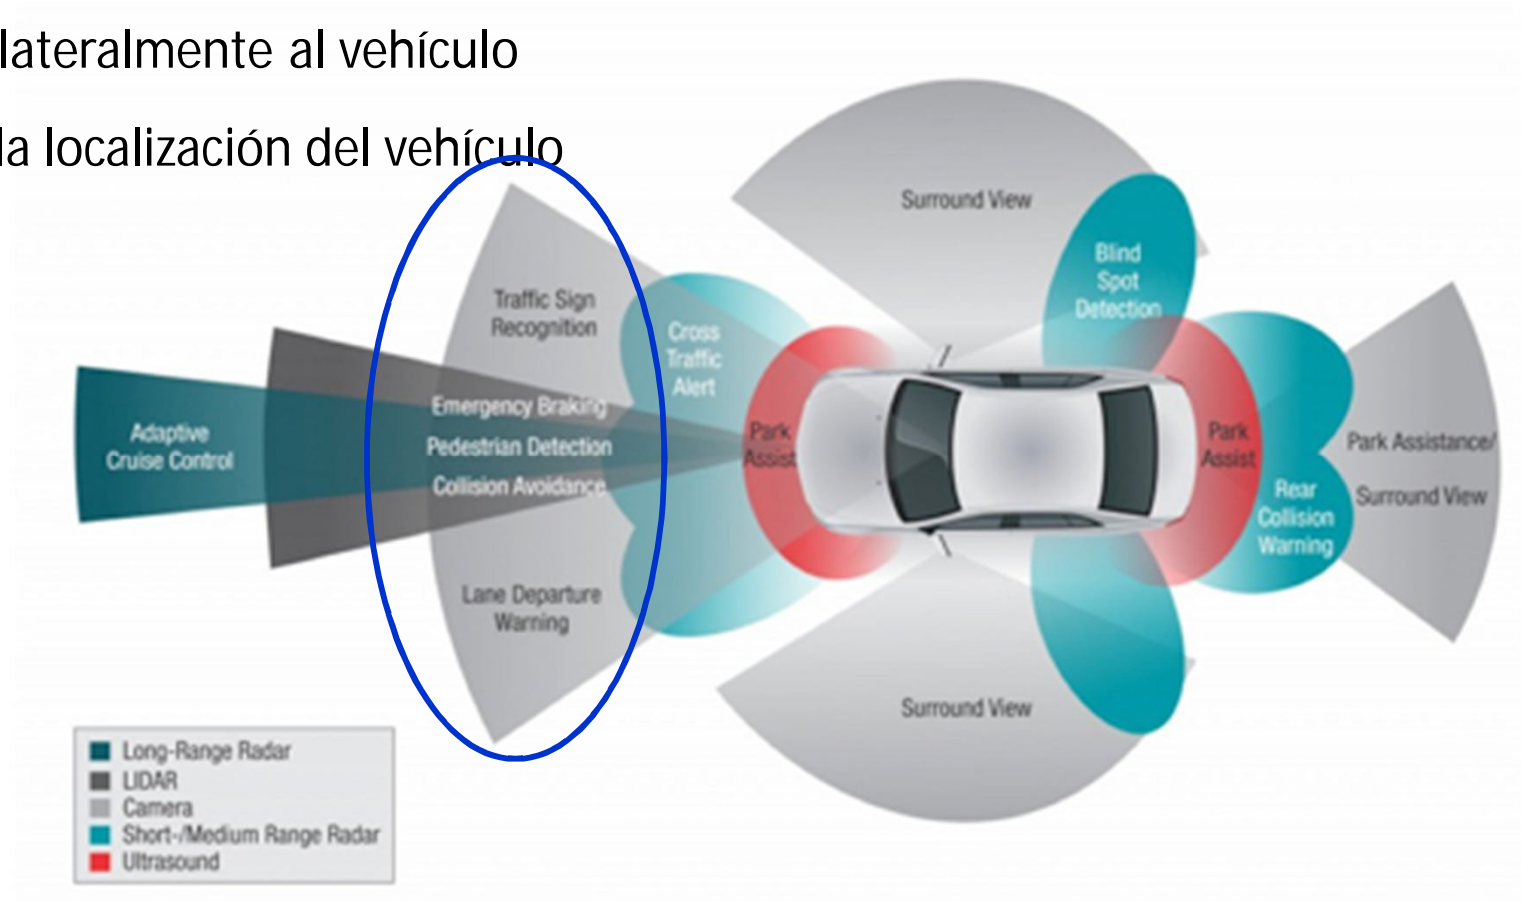 lateralmente al vehículo
la localización del vehículo
Surround View
Blind
Spot
Detection
Traffic Sign
Recognition
Cross
Traffic
Alert
Emergency Braking
Pedestrian Detection
Collision Avoidance
Adaptive
Cruise Control
Park
Assist
Park
Assist
Park Assistance/
Surround View
Rear
Collision
Warning
Lane Departure
Warning
Surround View
Long-Range Radar
LIDAR
Camera
Short-/Medium Range Radar
Ultrasound